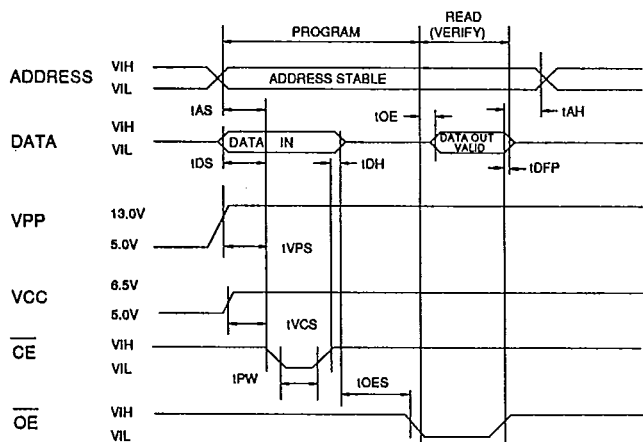 PROGRAM
READ
(VERIFY)
ADDRESS VIH
VIL
ADDRESS STABLE
tAS
tOE
tAH
DATA VIH
VIL
DATA IN
DATA OUT
VALID
tDS
tDH
tDFP
VPP 13.0V
5.0V
tVPS
VCC 6.5V
5.0V
tVCS
CE VIH
VIL
tPW
tOES
OE VIH
VIL